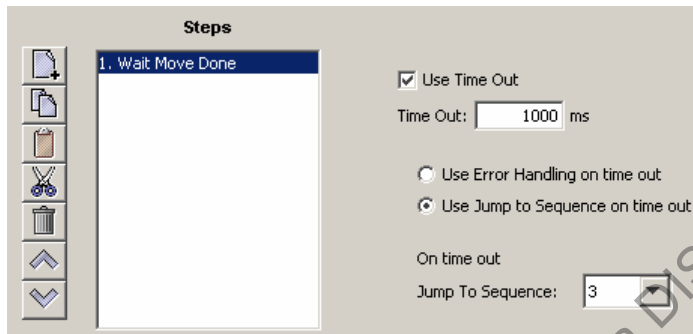 Steps
1. Wait Move Done
Use Time Out
Time Out: 1000 ms
Use Error Handling on time out
Use Jump to Sequence on time out
On time out
Jump To Sequence: 3
DIS